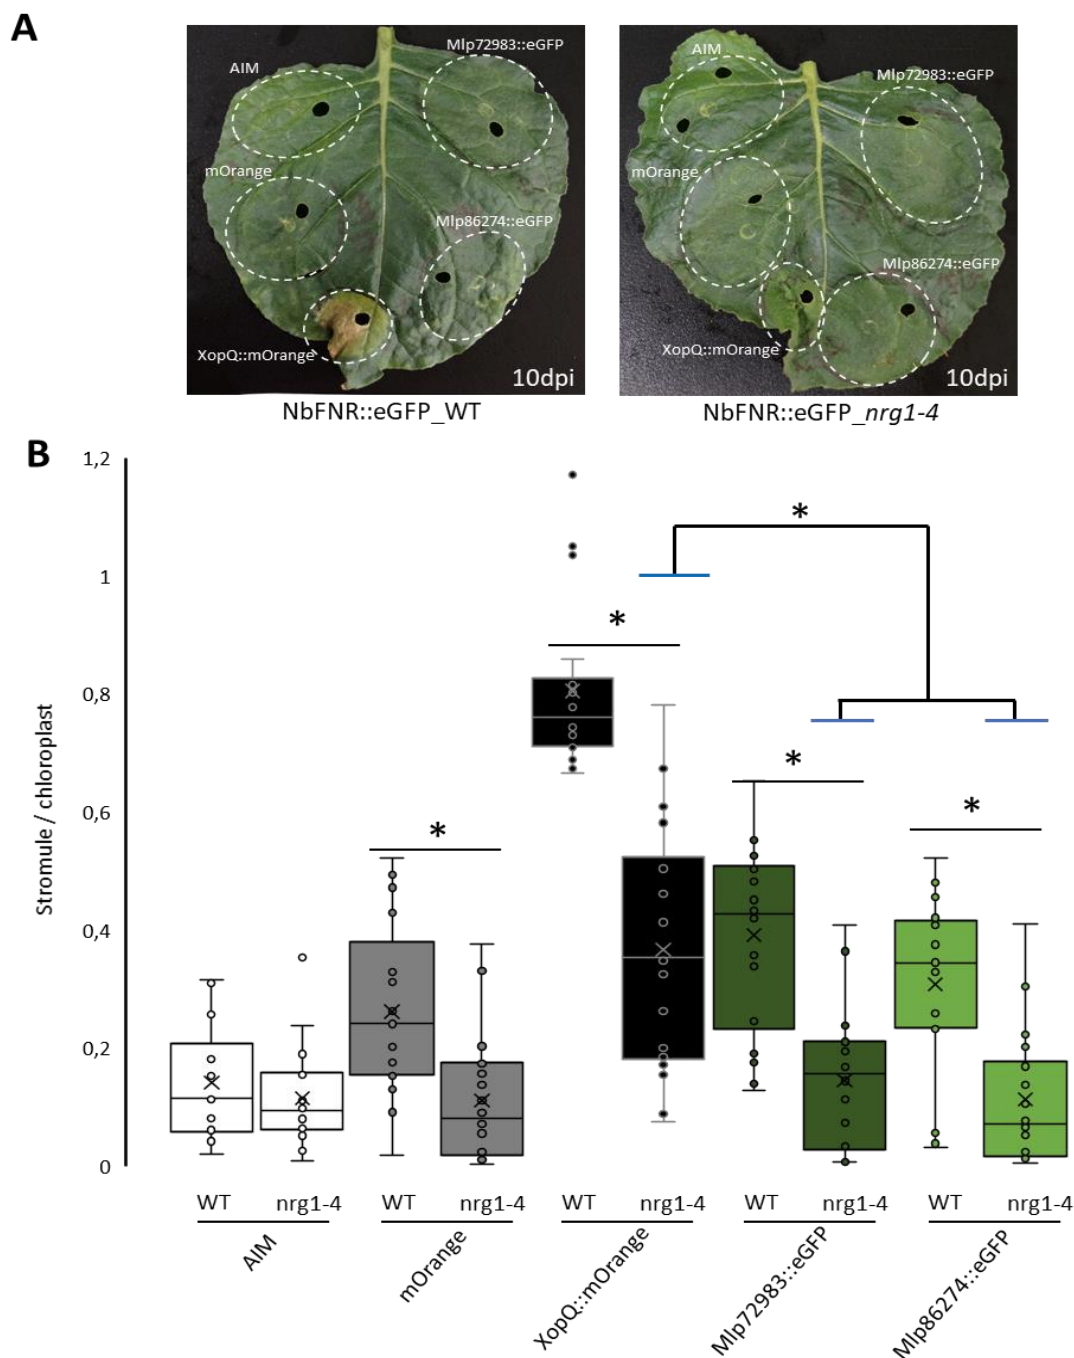 A
AIM
Mlp72983::eGFP
mOrange
Mlp86274::eGFP
XopQ::mOrange
10dpi
NbFNR::eGFP_WT
AIM
Mlp72983::eGFP
mOrange
Mlp86274::eGFP
XopQ::mOrange
10dpi
NbFNR::eGFP_nrg1-4
B
Stromule / chloroplast
1,2
1
0,8
0,6
0,4
0,2
0
*
*
*
*
*
WT nrg1-4 WT nrg1-4 WT nrg1-4 WT nrg1-4 WT nrg1-4
AIM
mOrange
XopQ::mOrange
Mlp72983::eGFP
Mlp86274::eGFP